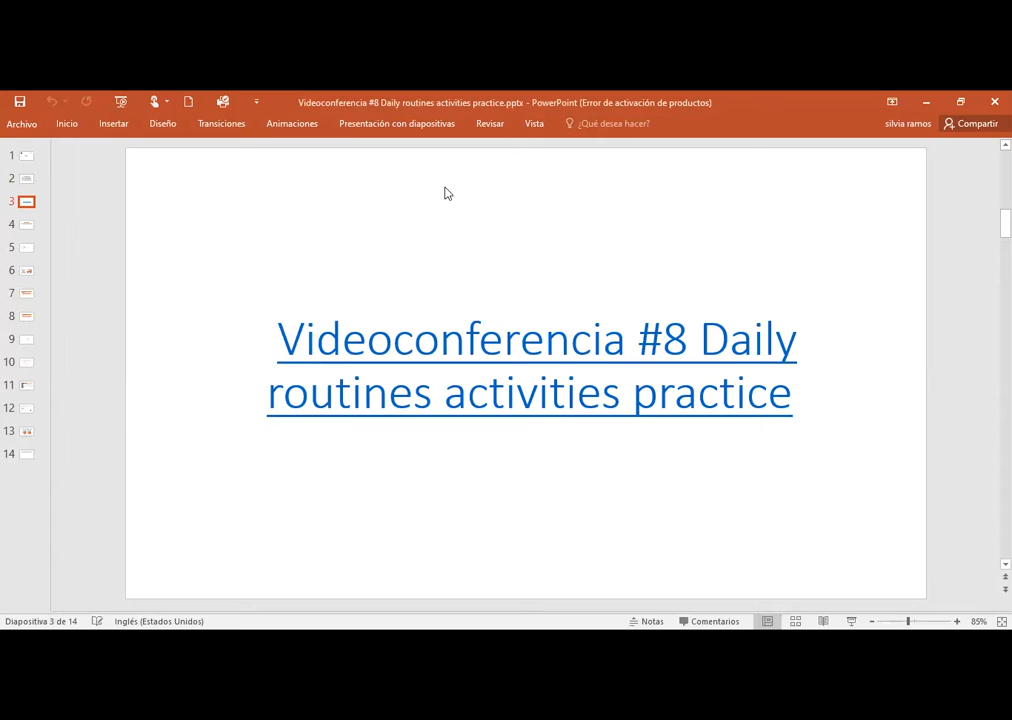 Videoconferencia #8 Daily routines activities practice.pptx - PowerPoint (Error de activación de productos)
Archivo Inicio Insertar Diseño Transiciones Animaciones Presentación con diapositivas Revisar Vista ¿Qué desea hacer? silvia ramos Compartir
1
2
3
4
5
6
7
8
9
10
11
12
13
14
Videoconferencia #8 Daily
routines activities practice
Diapositiva 3 de 14 Inglés (Estados Unidos) Notas Comentarios 85%